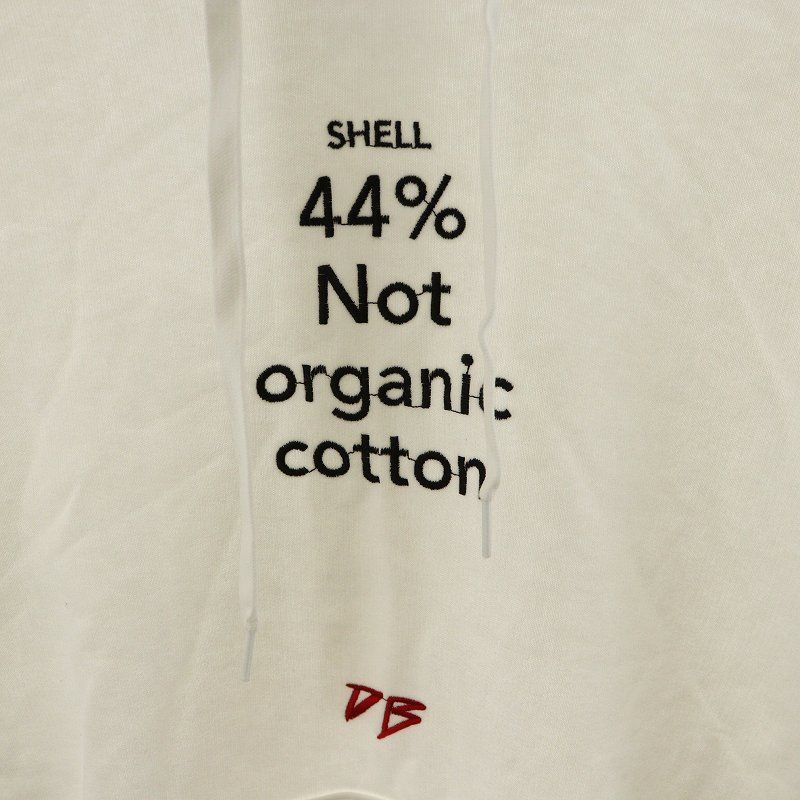 SHELL
44%
Not
organic
cotton
DB